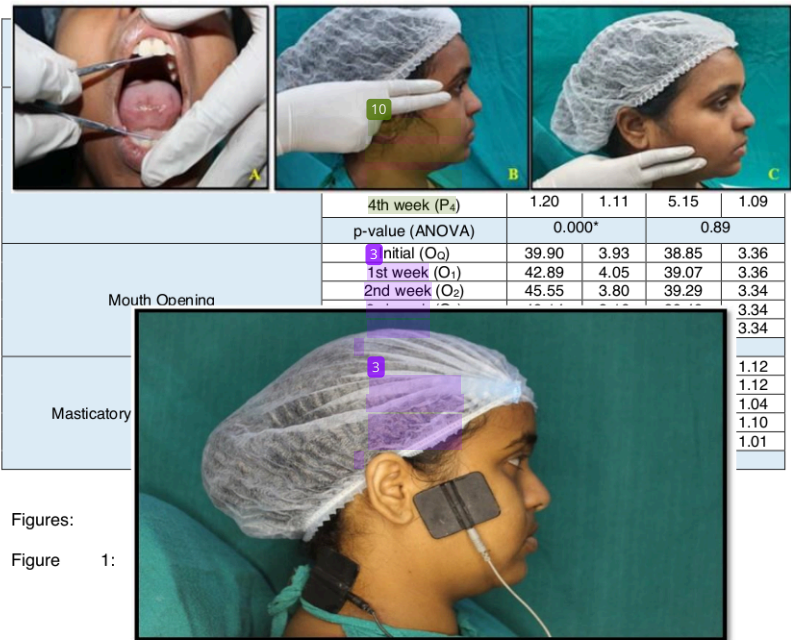 A
B
C
10
4th week (P₄) 1.20 1.11 5.15 1.09
p-value (ANOVA) 0.000* 0.89
3 Initial (O₀) 39.90 3.93 38.85 3.36
1st week (O₁) 42.89 4.05 39.07 3.36
Mouth Opening 2nd week (O₂) 45.55 3.80 39.29 3.34
3.34
3.34
3
1.12
1.12
Masticatory 1.04
1.10
1.01
Figures:
Figure 1: